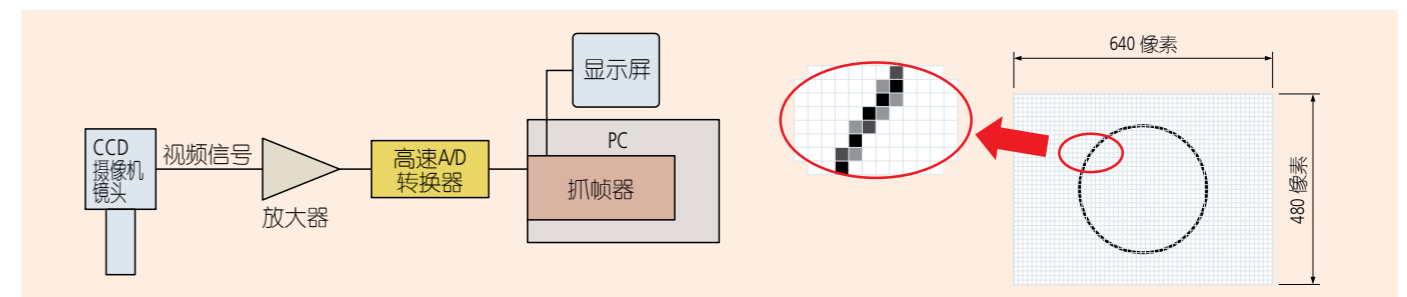 CCD
摄像机
镜头
视频信号
放大器
高速A/D
转换器
显示屏
PC
抓帧器
640 像素
480 像素